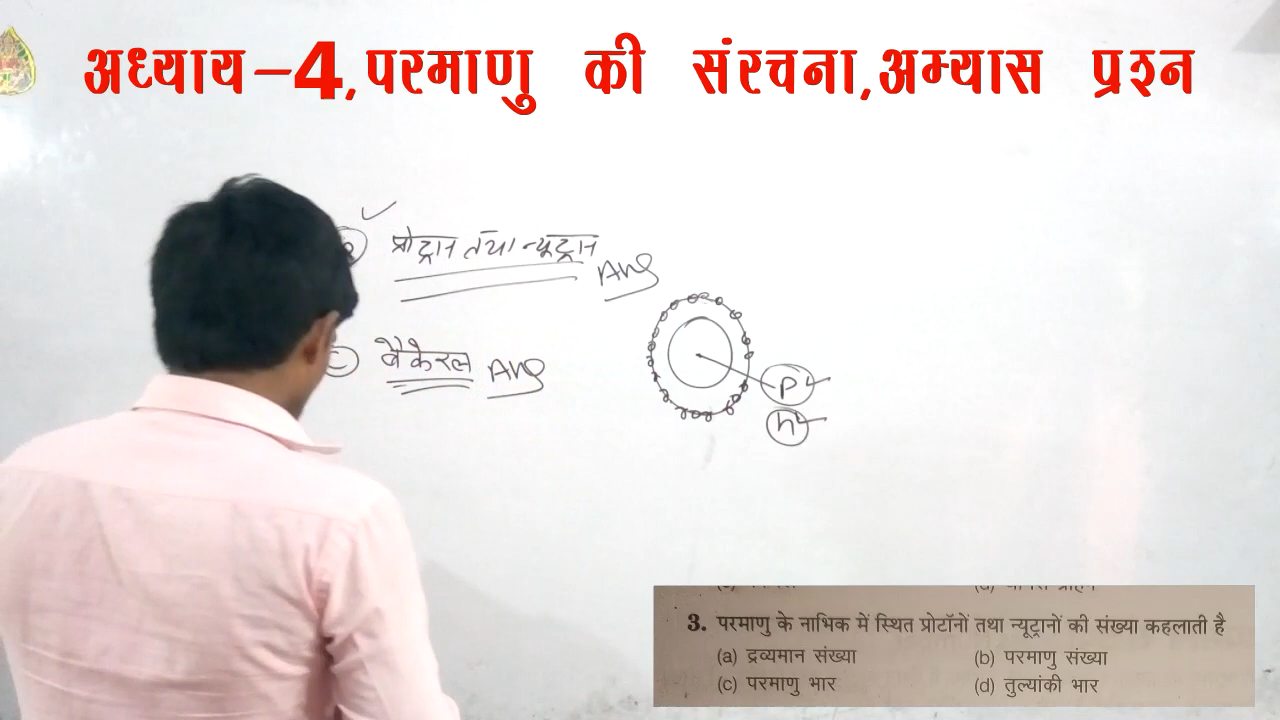 अध्याय-4,परमाणु की संरचना,अभ्यास प्रश्न
प्रोट्रान तथा न्यूट्रान
Ans
बैकेरल Ans
P
n
3. परमाणु के नाभिक में स्थित प्रोटॉनों तथा न्यूट्रानों की संख्या कहलाती है
(a) द्रव्यमान संख्या (b) परमाणु संख्या
(c) परमाणु भार (d) तुल्यांकी भार